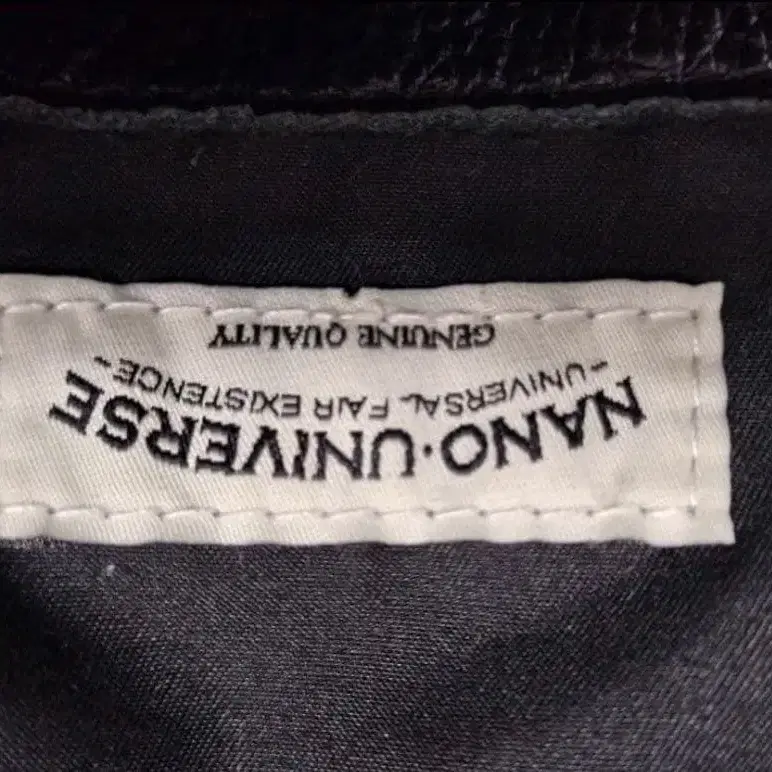 NANO·UNIVERSE
-UNIVERSAL FAIR EXISTENCE-
GENUINE QUALITY